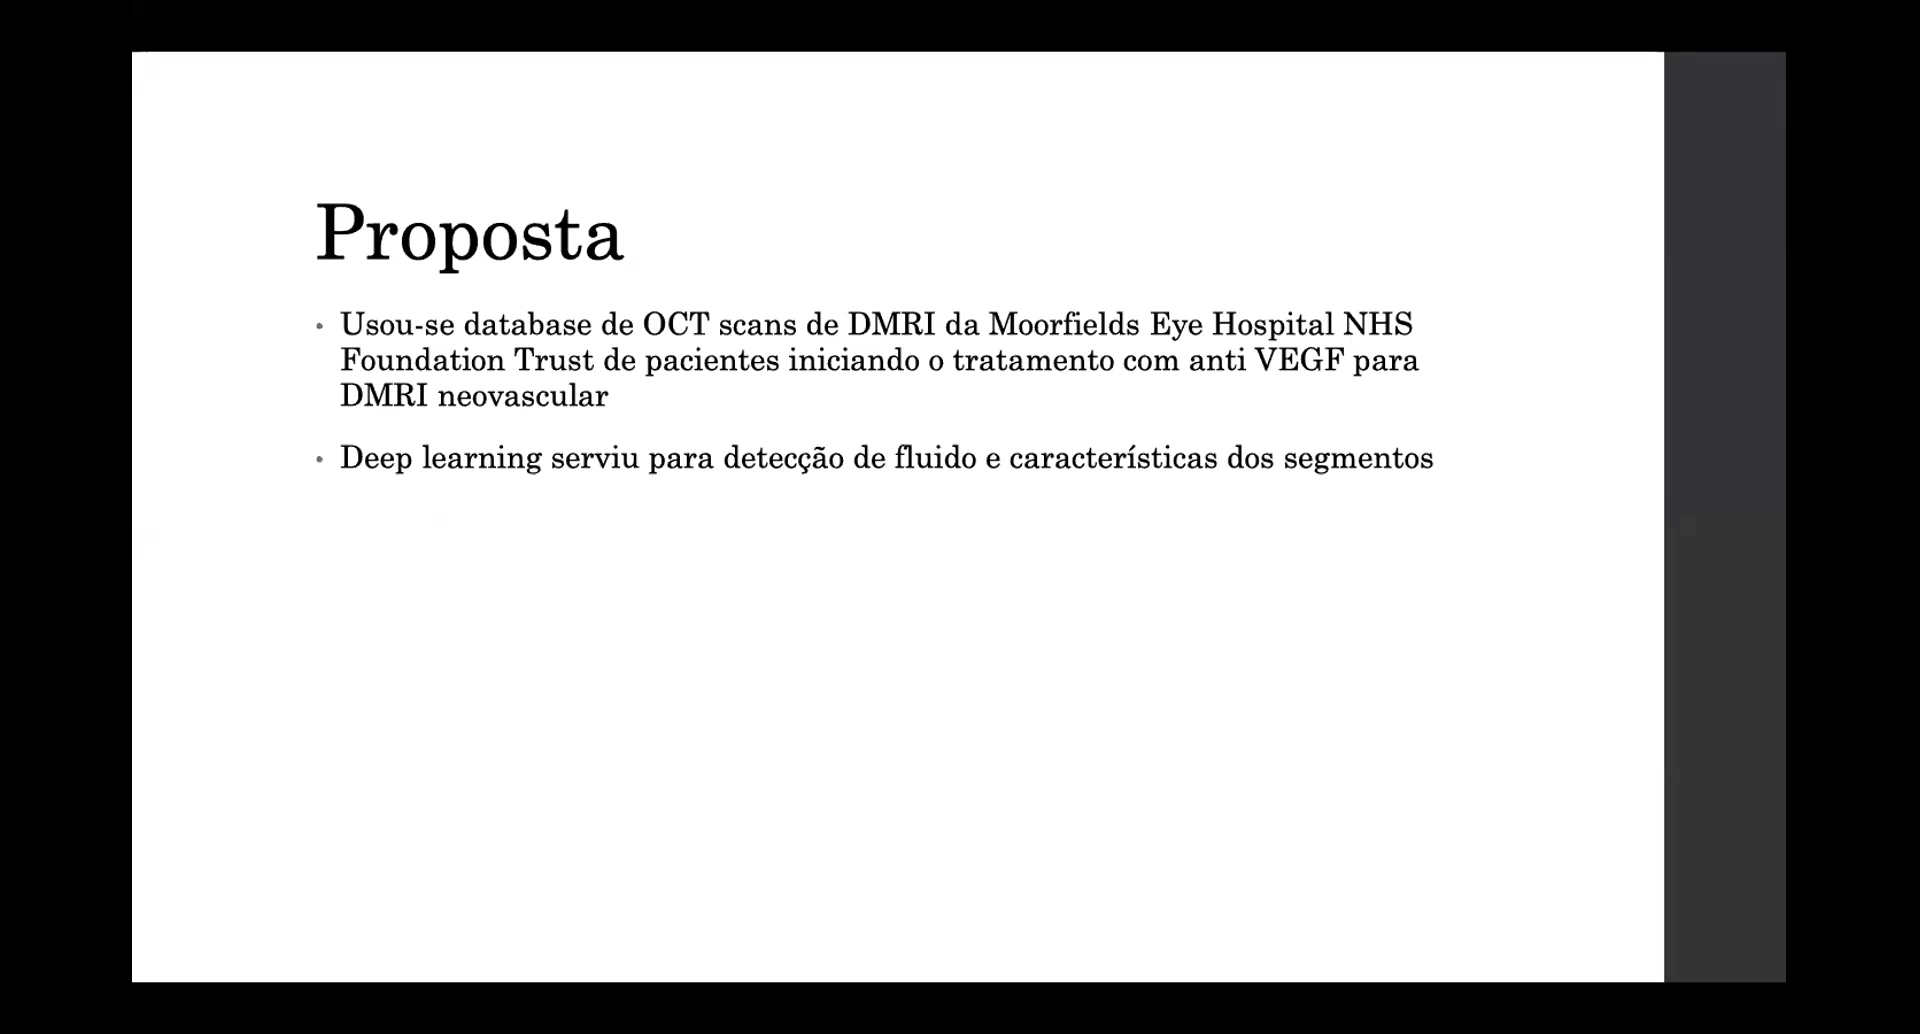 Proposta
• Usou-se database de OCT scans de DMRI da Moorfields Eye Hospital NHS
Foundation Trust de pacientes iniciando o tratamento com anti VEGF para
DMRI neovascular
• Deep learning serviu para detecção de fluido e características dos segmentos